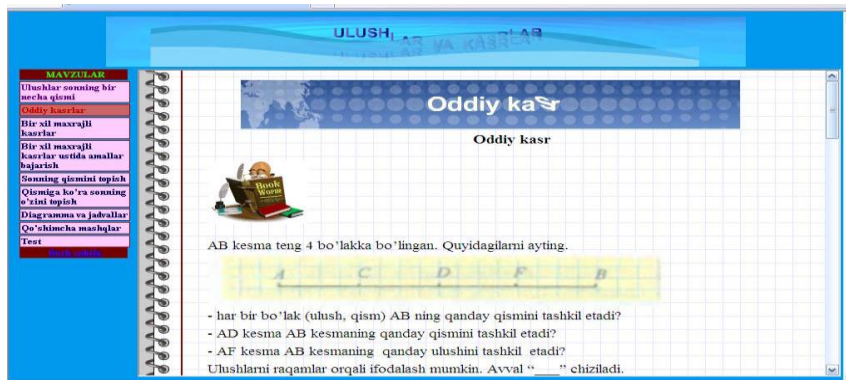 ULUSHLAR VA KASRLAR
MAVZULAR
Ulushlar sonning bir
necha qismi
Oddiy kasrlar
Bir xil maxrajli
kasrlar
Bir xil maxrajli
kasrlar ustida amallar
bajarish
Sonning qismini topish
Qismiga ko'ra sonning
o'zini topish
Diagramma va jadvallar
Qo'shimcha mashqlar
Test
Oddiy kasr
Oddiy kasr
Book
Worm
AB kesma teng 4 bo'lakka bo'lingan. Quyidagilarni ayting.
A C D F B
- har bir bo'lak (ulush, qism) AB ning qanday qismini tashkil etadi?
- AD kesma AB kesmaning qanday qismini tashkil etadi?
- AF kesma AB kesmaning qanday ulushini tashkil etadi?
Ulushlarni raqamlar orqali ifodalash mumkin. Avval “___” chiziladi.